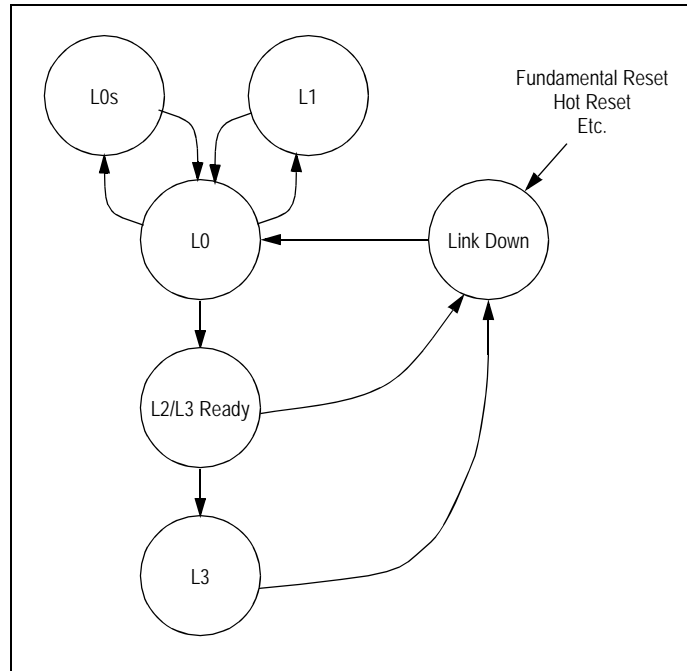 L0s
L1
Fundamental Reset
Hot Reset
Etc.
L0
Link Down
L2/L3 Ready
L3